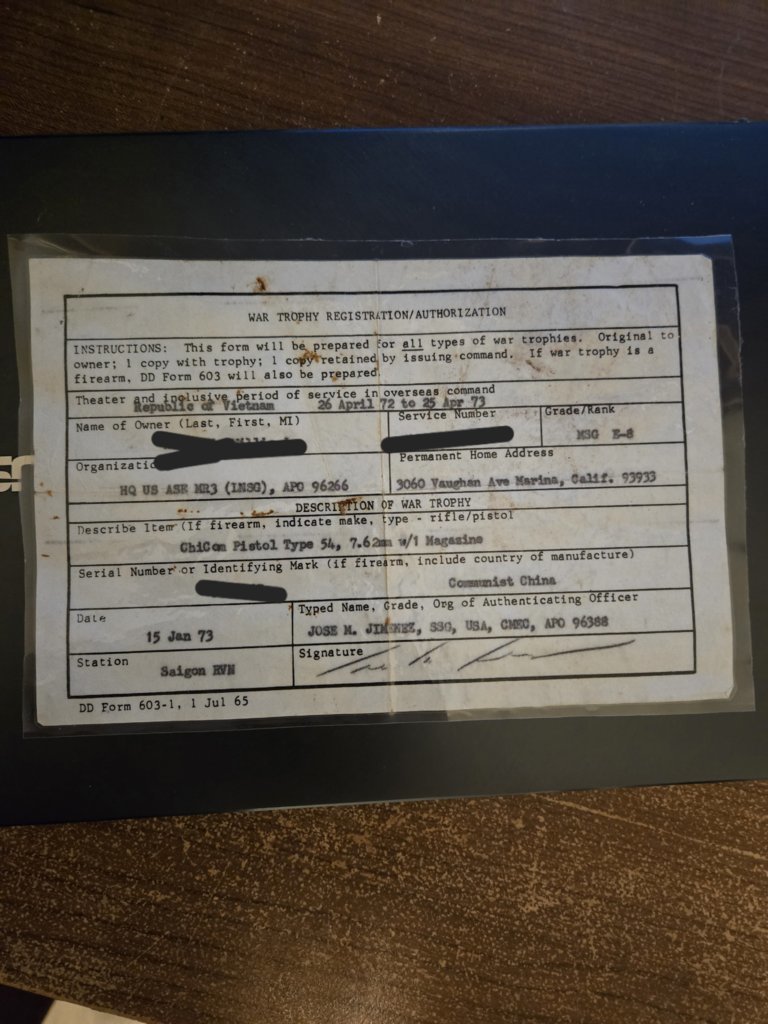 WAR TROPHY REGISTRATION/AUTHORIZATION
INSTRUCTIONS: This form will be prepared for all types of war trophies. Original to
owner; 1 copy with trophy; 1 copy retained by issuing command. If war trophy is a
firearm, DD Form 603 will also be prepared.
Theater and inclusive period of service in overseas command
Republic of Vietnam 26 April 72 to 25 Apr 73
Name of Owner (Last, First, MI)
Service Number
Grade/Rank
MSG E-8
Organizatio
HQ US ASE MR3 (INSG), APO 96266
Permanent Home Address
3060 Vaughan Ave Marina, Calif. 93933
DESCRIPTION OF WAR TROPHY
Describe Item (If firearm, indicate make, type - rifle/pistol
ChiCom Pistol Type 54, 7.62mm w/1 Magazine
Serial Number or Identifying Mark (if firearm, include country of manufacture)
Communist China
Date
15 Jan 73
Typed Name, Grade, Org of Authenticating Officer
JOSE M. JIMENEZ, SSG, USA, CMEC, APO 96388
Station
Saigon RVN
Signature
DD Form 603-1, 1 Jul 65